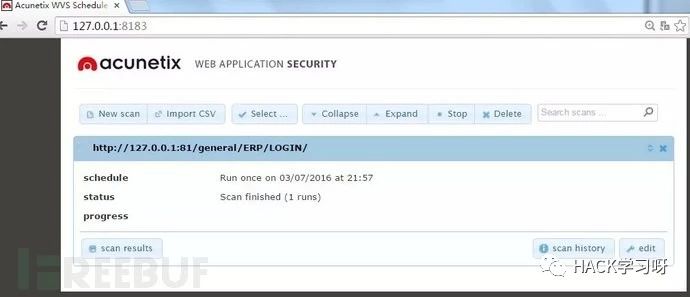 Acunetix WVS Schedule
127.0.0.1:8183
acunetix WEB APPLICATION SECURITY
New scan Import CSV Select ... Collapse Expand Stop Delete Search scans ...
http://127.0.0.1:81/general/ERP/LOGIN/
schedule Run once on 03/07/2016 at 21:57
status Scan finished (1 runs)
progress
scan results scan history edit
FREEBUF HACK学习呀